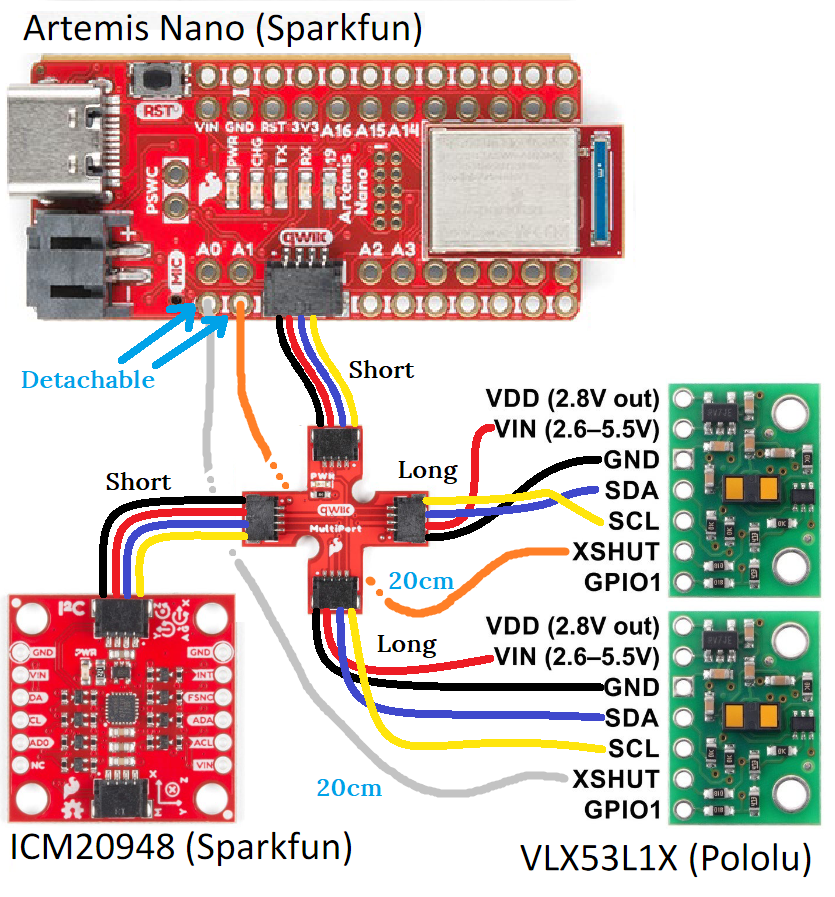 Artemis Nano (Sparkfun)
RST
VIN GND RST 3V3 A16 A15 A14
PSWC
PWR
CHG
TX
RX
19
Artemis
Nano
+
-
MIC
A0 A1
qwiic
A2 A3
Detachable
Short
Short
Long
PWR
qwiic
MultiPort
20cm
Long
20cm
VDD (2.8V out)
VIN (2.6–5.5V)
GND
SDA
SCL
XSHUT
GPIO1
VDD (2.8V out)
VIN (2.6–5.5V)
GND
SDA
SCL
XSHUT
GPIO1
I²C
PWR
GND
VIN
DA
CL
AD0
NC
GND
INT
FSNC
ADA
ACL
VIN
X
Z
Y
M
ICM20948 (Sparkfun)
VLX53L1X (Pololu)